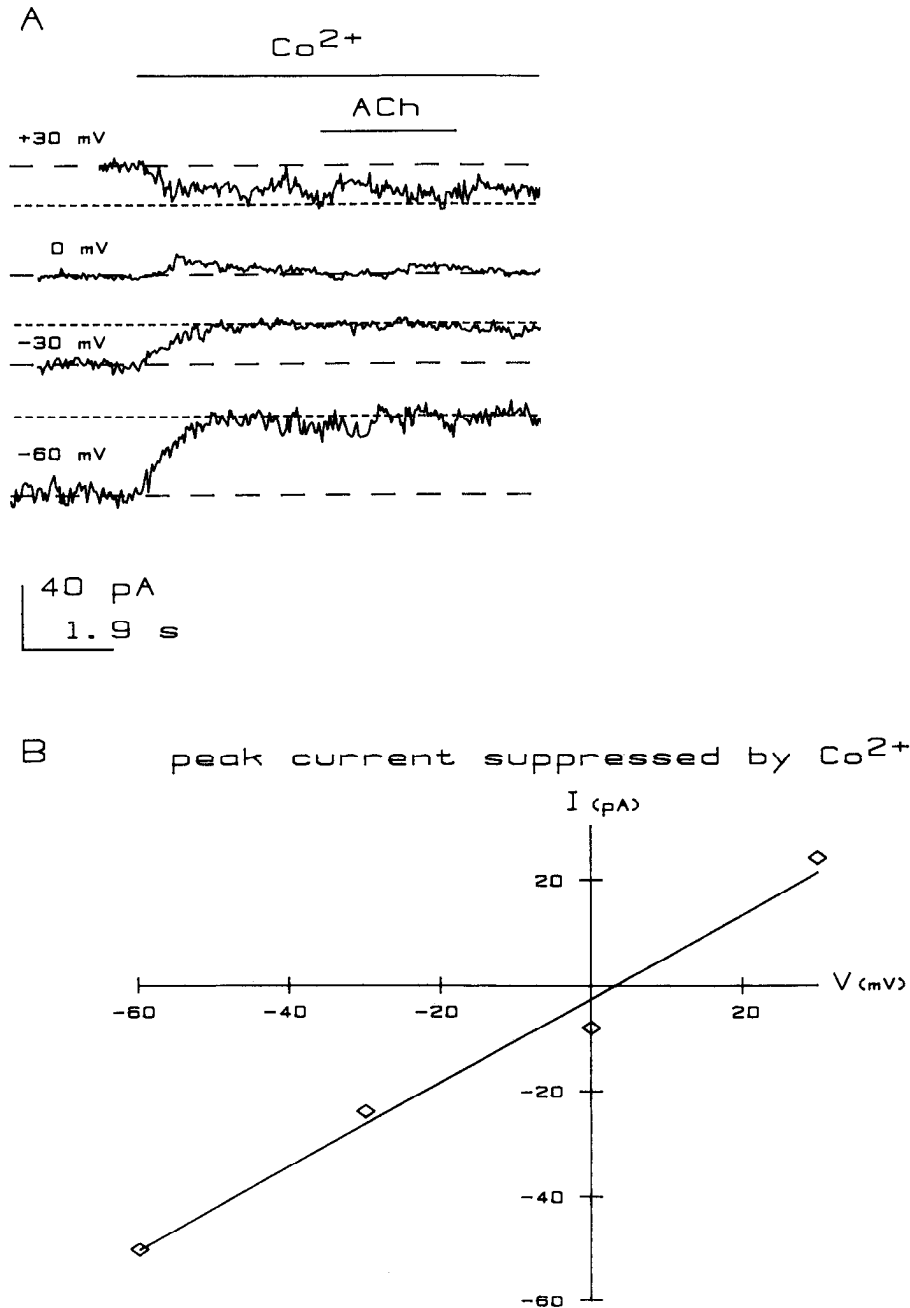 A
Co2+
ACh
+30 mV
0 mV
-30 mV
-60 mV
40 pA
1.9 s
B peak current suppressed by Co2+
I (pA)
20
V (mV)
-60 -40 -20 20
-20
-40
-60